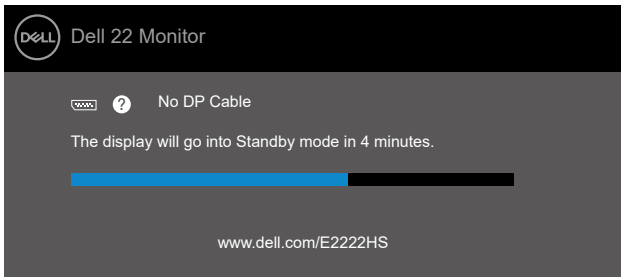 DELL
Dell 22 Monitor
? No DP Cable
The display will go into Standby mode in 4 minutes.
www.dell.com/E2222HS